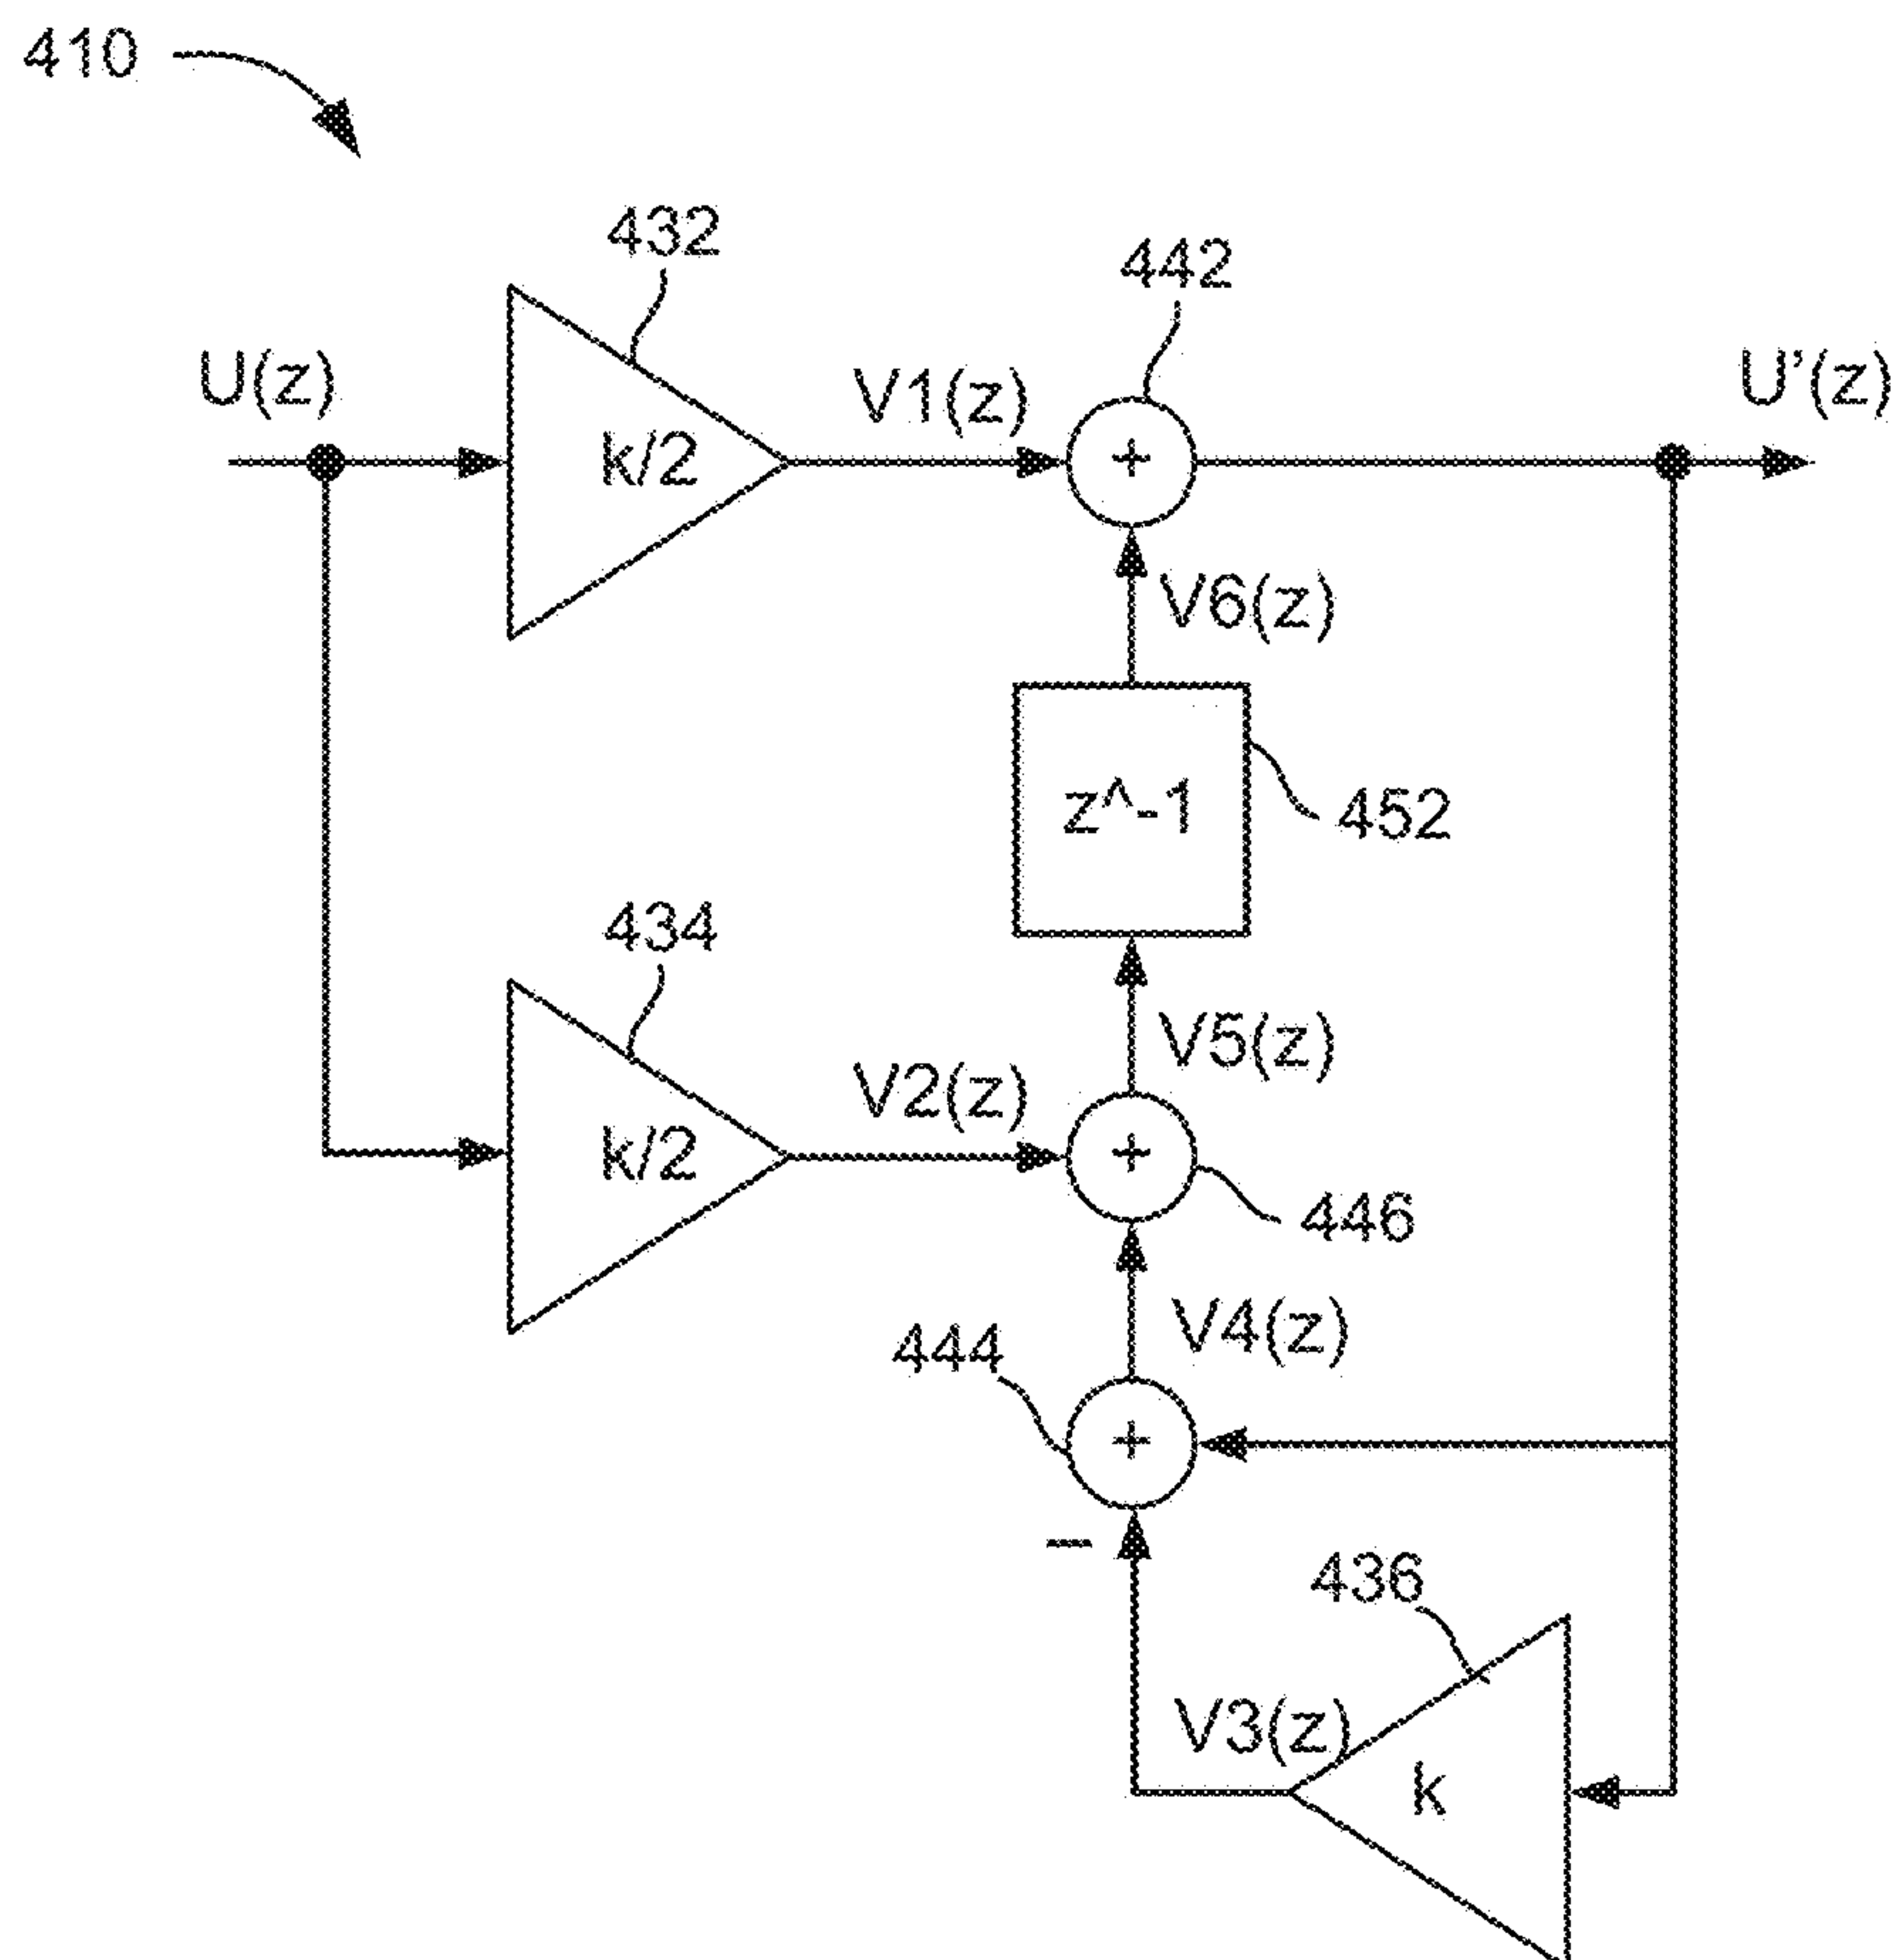 410
432
442
U(z)
k/2
V1(z)
+
U'(z)
V6(z)
z^-1
452
434
V5(z)
k/2
V2(z)
+
446
444
V4(z)
+
–
436
V3(z)
k